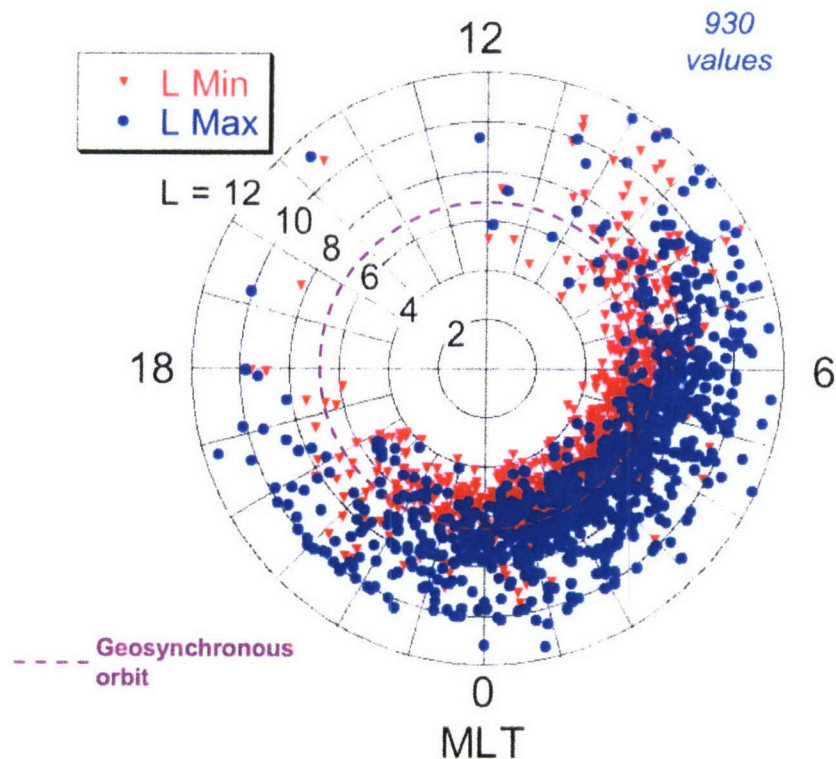 930
values
12
L Min
L Max
L = 12
10
8
6
4
2
18
6
Geosynchronous
orbit
0
MLT